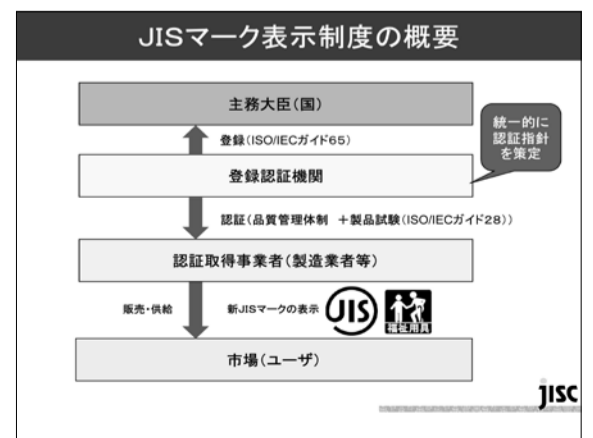 JISマーク表示制度の概要
主務大臣(国)
登録(ISO/IECガイド65)
統一的に
認証指針
を策定
登録認証機関
認証(品質管理体制 +製品試験(ISO/IECガイド28))
認証取得事業者(製造業者等)
販売・供給
新JISマークの表示
JIS
福祉用具
市場(ユーザ)
JISC